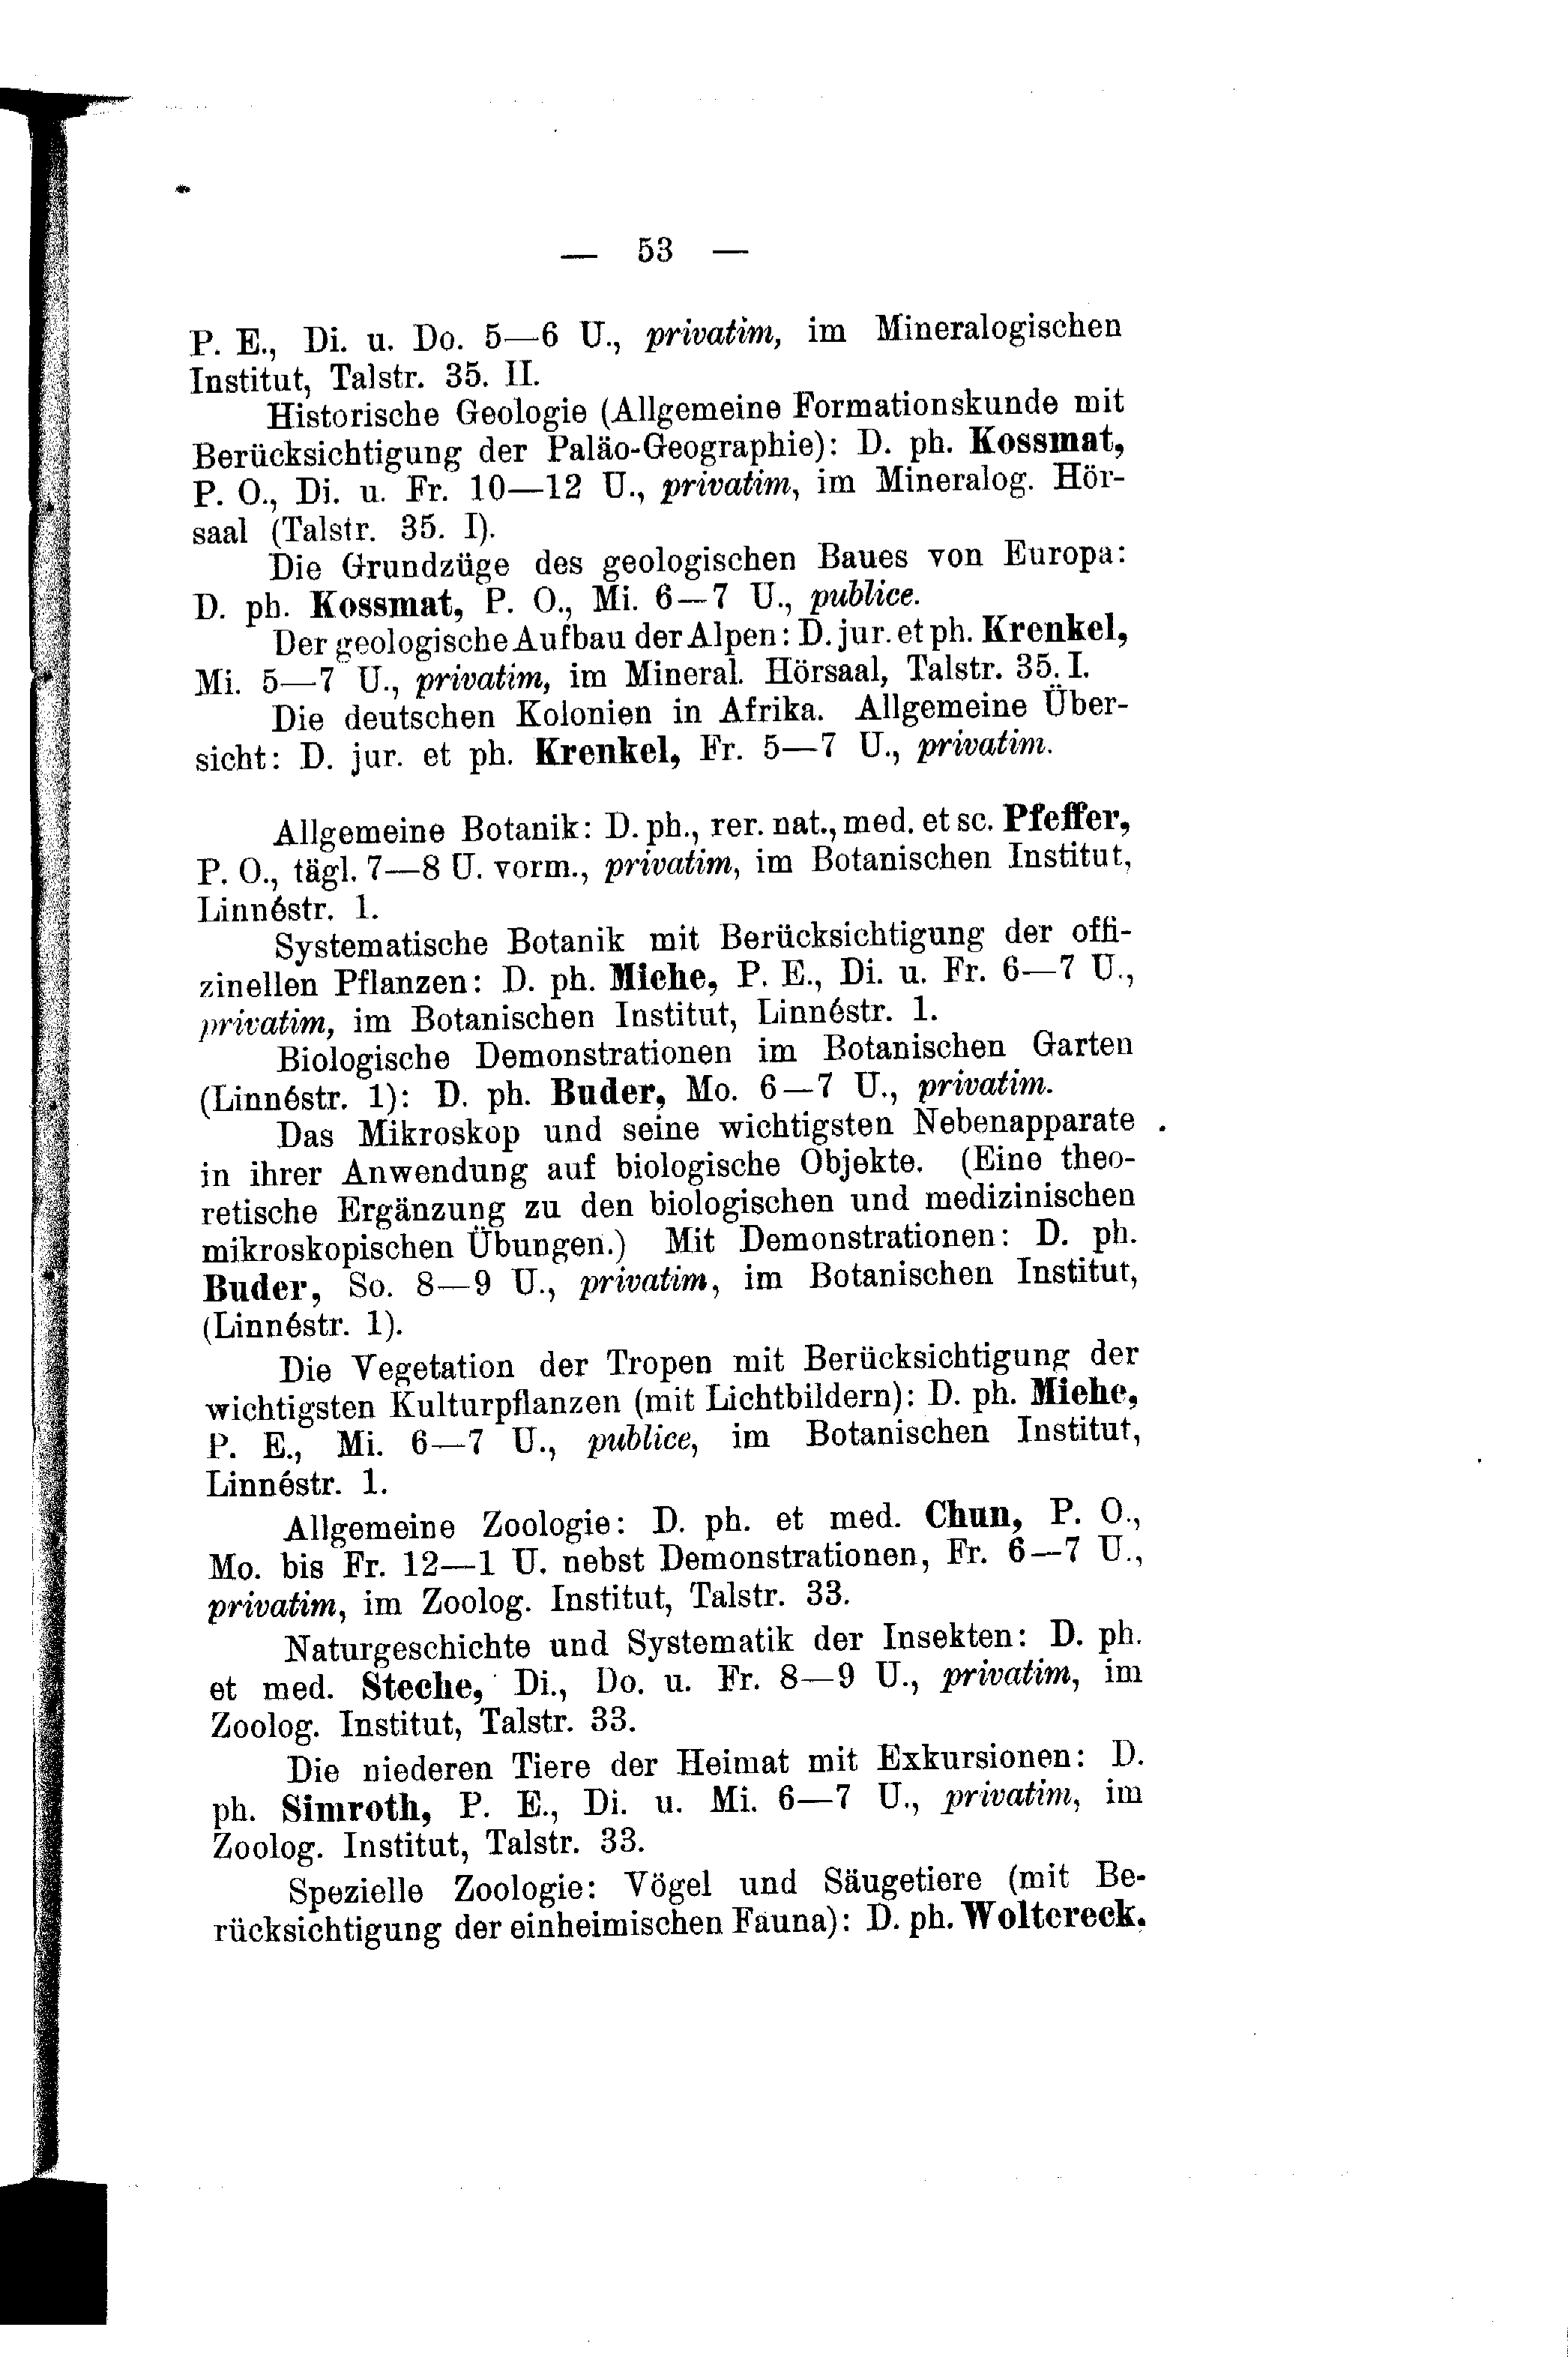 — 53 —
P. E., Di. u. Do. 5—6 U., privatim, im Mineralogischen
Institut, Talstr. 35. II.
Historische Geologie (Allgemeine Formationskunde mit
Berücksichtigung der Paläo-Geographie): D. ph. Kossmat,
P. O., Di. u. Fr. 10—12 U., privatim, im Mineralog. Hör-
saal (Talstr. 35. I).
Die Grundzüge des geologischen Baues von Europa:
D. ph. Kossmat, P. O., Mi. 6—7 U., publice.
Der geologische Aufbau der Alpen: D. jur. et ph. Krenkel,
Mi. 5—7 U., privatim, im Mineral. Hörsaal, Talstr. 35. I.
Die deutschen Kolonien in Afrika. Allgemeine Über-
sicht: D. jur. et ph. Krenkel, Fr. 5—7 U., privatim.
Allgemeine Botanik: D. ph., rer. nat., med. et sc. Pfeffer,
P. O., tägl. 7—8 U. vorm., privatim, im Botanischen Institut,
Linnéstr. 1.
Systematische Botanik mit Berücksichtigung der offi-
zinellen Pflanzen: D. ph. Miehe, P. E., Di. u. Fr. 6—7 U.,
privatim, im Botanischen Institut, Linnéstr. 1.
Biologische Demonstrationen im Botanischen Garten
(Linnéstr. 1): D. ph. Buder, Mo. 6—7 U., privatim.
Das Mikroskop und seine wichtigsten Nebenapparate
in ihrer Anwendung auf biologische Objekte. (Eine theo-
retische Ergänzung zu den biologischen und medizinischen
mikroskopischen Übungen.) Mit Demonstrationen: D. ph.
Buder, So. 8—9 U., privatim, im Botanischen Institut,
(Linnéstr. 1).
Die Vegetation der Tropen mit Berücksichtigung der
wichtigsten Kulturpflanzen (mit Lichtbildern): D. ph. Miehe,
P. E., Mi. 6—7 U., publice, im Botanischen Institut,
Linnéstr. 1.
Allgemeine Zoologie: D. ph. et med. Chun, P. O.,
Mo. bis Fr. 12—1 U. nebst Demonstrationen, Fr. 6—7 U.,
privatim, im Zoolog. Institut, Talstr. 33.
Naturgeschichte und Systematik der Insekten: D. ph.
et med. Steche, Di., Do. u. Fr. 8—9 U., privatim, im
Zoolog. Institut, Talstr. 33.
Die niederen Tiere der Heimat mit Exkursionen: D.
ph. Simroth, P. E., Di. u. Mi. 6—7 U., privatim, im
Zoolog. Institut, Talstr. 33.
Spezielle Zoologie: Vögel und Säugetiere (mit Be-
rücksichtigung der einheimischen Fauna): D. ph. Woltereck,